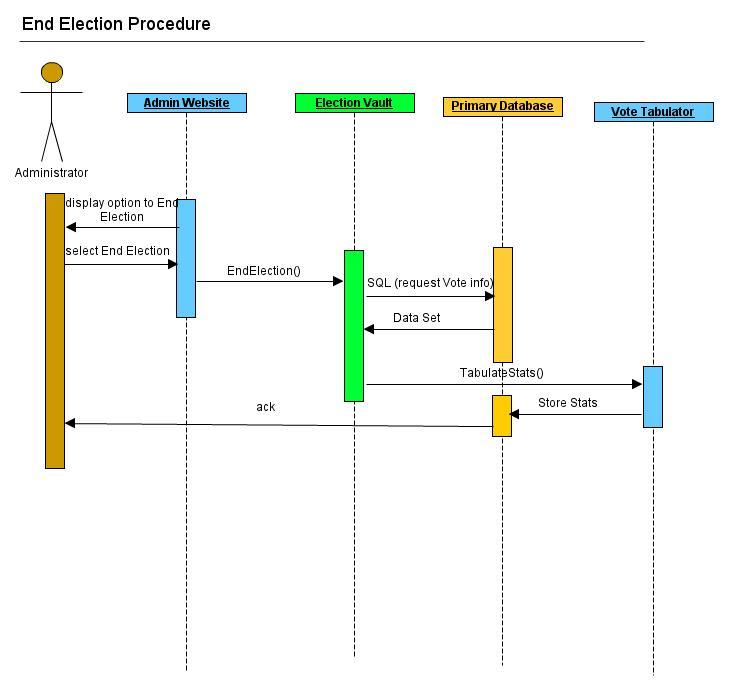 End Election Procedure
Admin Website
Election Vault
Primary Database
Vote Tabulator
Administrator
display option to End
Election
select End Election
EndElection()
SQL (request Vote info)
Data Set
TabulateStats()
Store Stats
ack